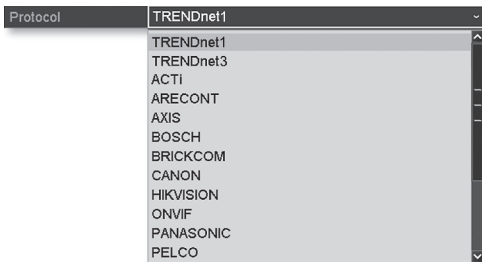 Protocol TRENDnet1
TRENDnet1
TRENDnet3
ACTi
ARECONT
AXIS
BOSCH
BRICKCOM
CANON
HIKVISION
ONVIF
PANASONIC
PELCO